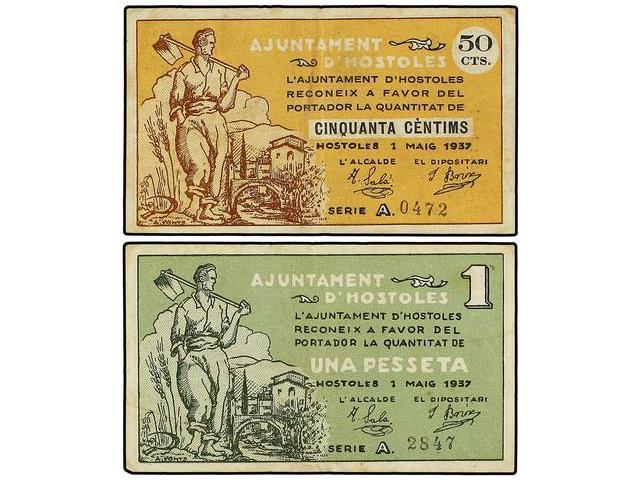 AJUNTAMENT
D'HOSTOLES
50
CTS.
L'AJUNTAMENT D'HOSTOLES
RECONEIX A FAVOR DEL
PORTADOR LA QUANTITAT DE
CINQUANTA CÈNTIMS
HOSTOLES 1 MAIG 1937
L'ALCALDE EL DIPOSITARI
SERIE A. 0472
AJUNTAMENT
D'HOSTOLES
1
L'AJUNTAMENT D'HOSTOLES
RECONEIX A FAVOR DEL
PORTADOR LA QUANTITAT DE
UNA PESSETA
HOSTOLES 1 MAIG 1937
L'ALCALDE EL DIPOSITARI
SERIE A. 2847